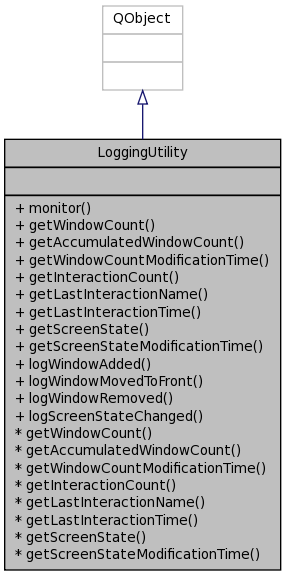 QObject
LoggingUtility
+ monitor()
+ getWindowCount()
+ getAccumulatedWindowCount()
+ getWindowCountModificationTime()
+ getInteractionCount()
+ getLastInteractionName()
+ getLastInteractionTime()
+ getScreenState()
+ getScreenStateModificationTime()
+ logWindowAdded()
+ logWindowMovedToFront()
+ logWindowRemoved()
+ logScreenStateChanged()
* getWindowCount()
* getAccumulatedWindowCount()
* getWindowCountModificationTime()
* getInteractionCount()
* getLastInteractionName()
* getLastInteractionTime()
* getScreenState()
* getScreenStateModificationTime()